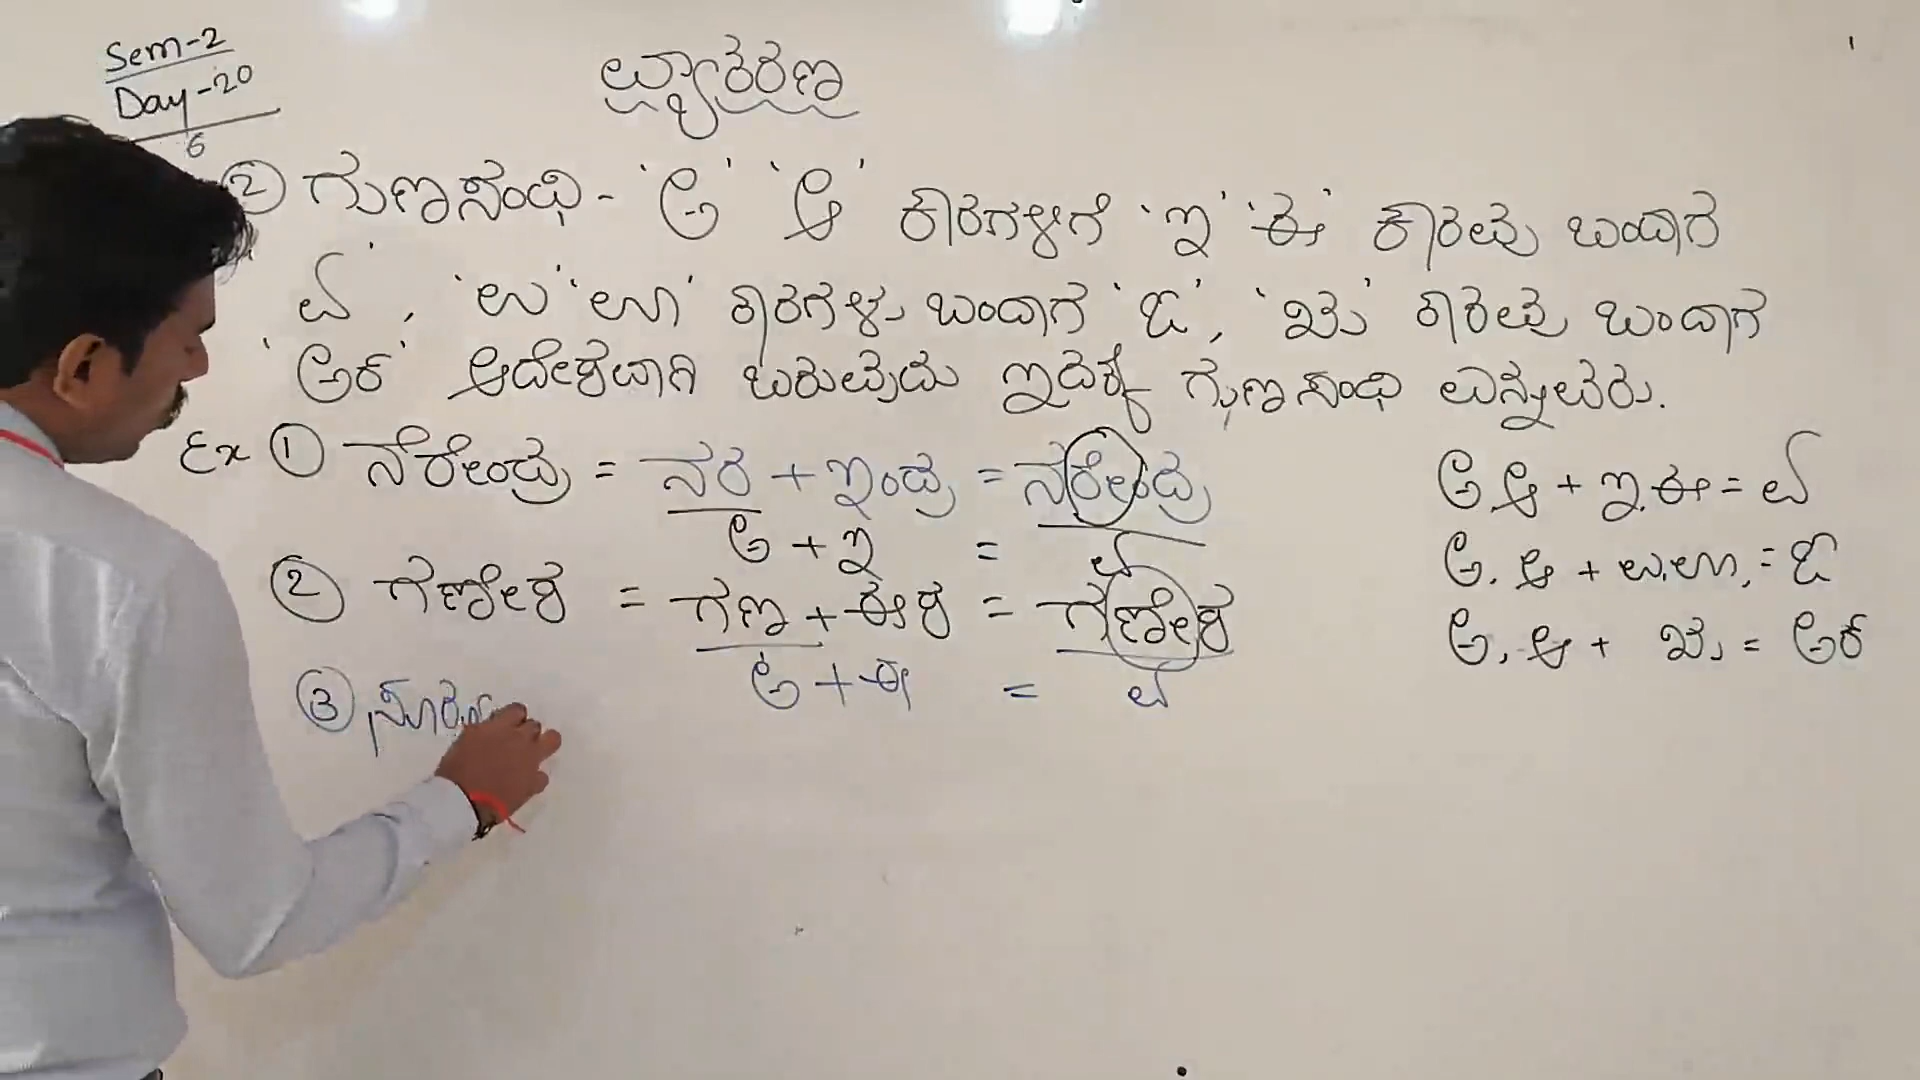 Sem-2
Day-20
6
ವ್ಯಾಕರಣ
② ಗುಣಸಂಧಿ - 'ಅ' 'ಆ' ಕಾರಗಳಿಗೆ 'ಇ' 'ಈ' ಕಾರವು ಬಂದಾಗ
ಏ', 'ಉ' 'ಊ' ಕಾರಗಳು ಬಂದಾಗ 'ಓ', 'ಋ' ಕಾರವು ಬಂದಾಗ
'ಅರ್' ಆದೇಶವಾಗಿ ಬರುವುದು ಇದಕ್ಕೆ ಗುಣಸಂಧಿ ಎನ್ನುವರು.
Ex ① ನರೇಂದ್ರ = ನರ + ಇಂದ್ರ = ನರೇಂದ್ರ
ಅ + ಇ = ಏ
② ಗಣೇಶ = ಗಣ + ಈಶ = ಗಣೇಶ
ಅ + ಈ = ಏ
③ ಸೂರ್ಯೋ
ಅ, ಆ + ಇ, ಈ = ಏ
ಅ, ಆ + ಉ, ಊ, = ಓ
ಅ, ಆ + ಋ = ಅರ್